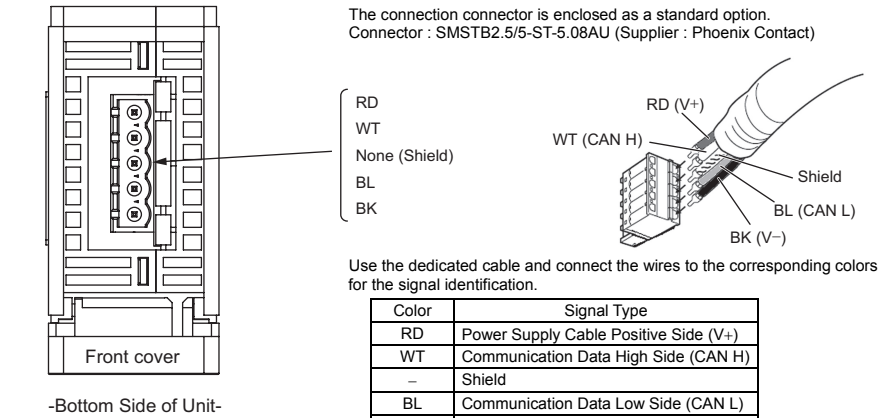 The connection connector is enclosed as a standard option.
Connector : SMSTB2.5/5-ST-5.08AU (Supplier : Phoenix Contact)
RD
WT
None (Shield)
BL
BK
RD (V+)
WT (CAN H)
Shield
BL (CAN L)
BK (V−)
Use the dedicated cable and connect the wires to the corresponding colors
for the signal identification.
Color Signal Type
RD Power Supply Cable Positive Side (V+)
WT Communication Data High Side (CAN H)
– Shield
BL Communication Data Low Side (CAN L)
Front cover
-Bottom Side of Unit-